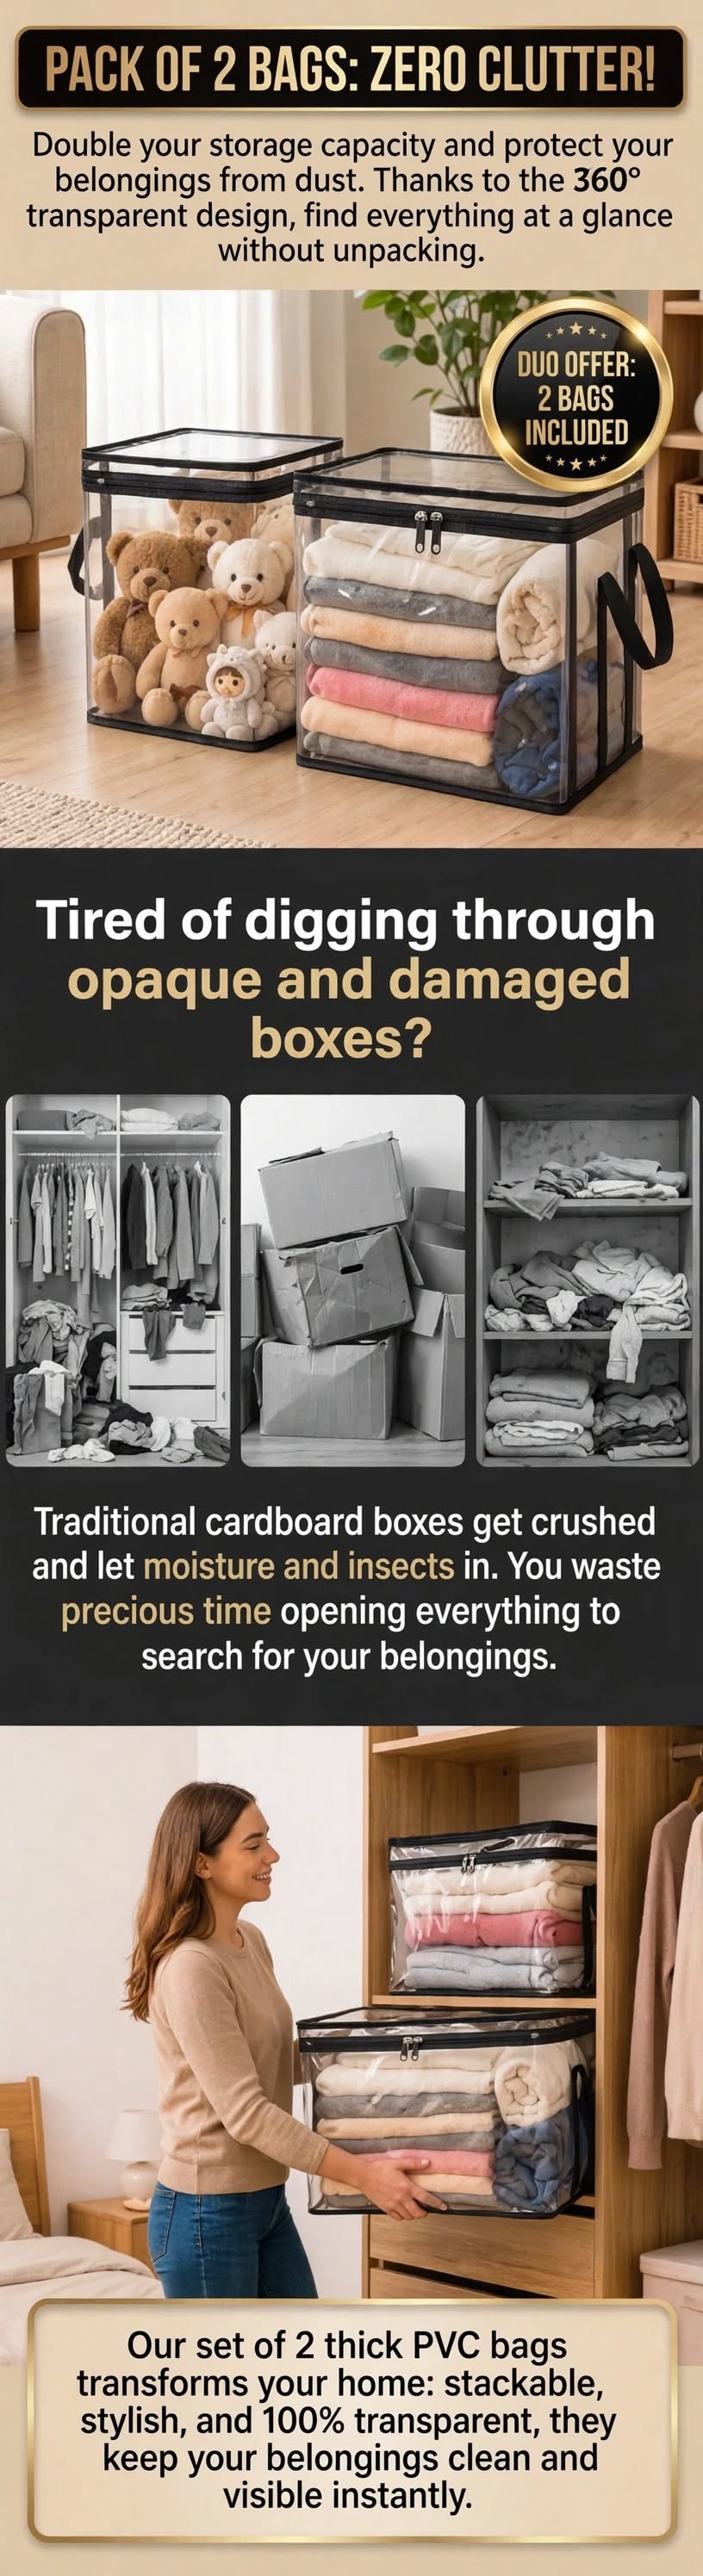 PACK OF 2 BAGS: ZERO CLUTTER!
Double your storage capacity and protect your
belongings from dust. Thanks to the 360°
transparent design, find everything at a glance
without unpacking.
DUO OFFER:
2 BAGS
INCLUDED
Tired of digging through
opaque and damaged
boxes?
Traditional cardboard boxes get crushed
and let moisture and insects in. You waste
precious time opening everything to
search for your belongings.
Our set of 2 thick PVC bags
transforms your home: stackable,
stylish, and 100% transparent, they
keep your belongings clean and
visible instantly.